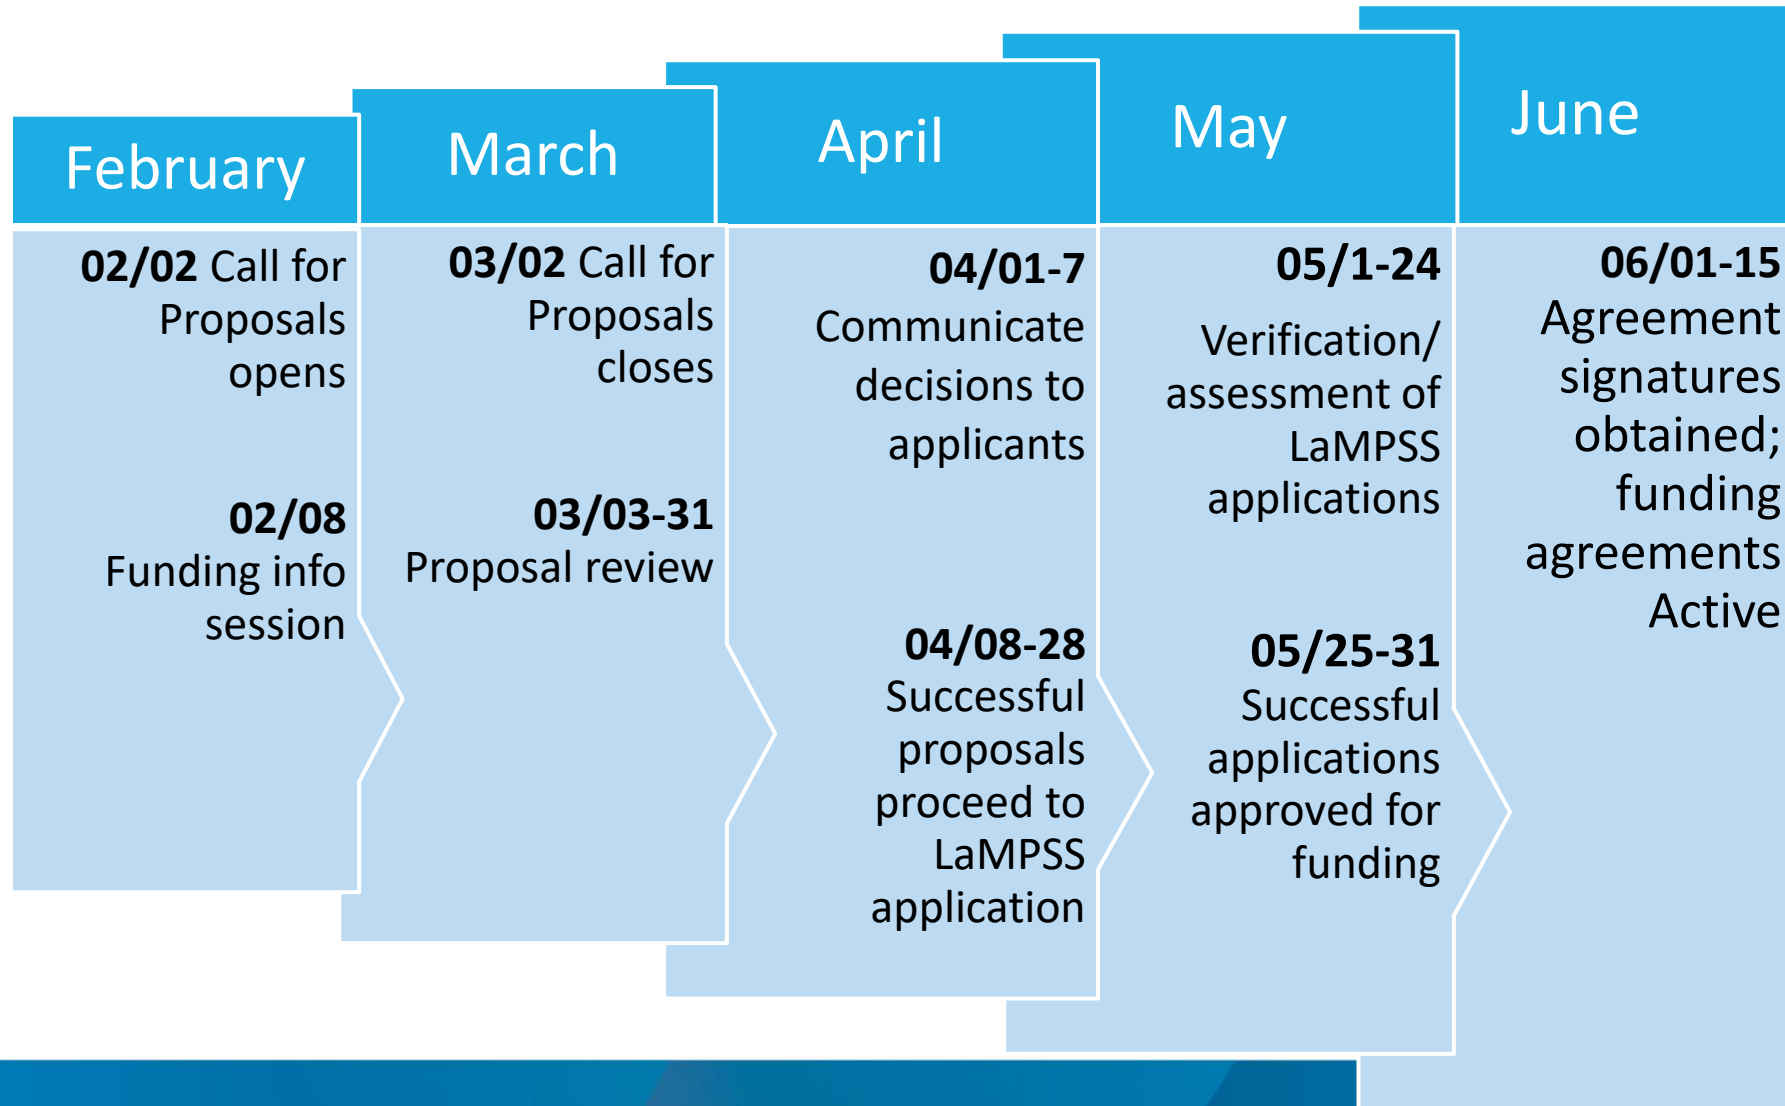 February
02/02 Call for
Proposals
opens
02/08
Funding info
session
March
03/02 Call for
Proposals
closes
03/03-31
Proposal review
April
04/01-7
Communicate
decisions to
applicants
04/08-28
Successful
proposals
proceed to
LaMPSS
application
May
05/1-24
Verification/
assessment of
LaMPSS
applications
05/25-31
Successful
applications
approved for
funding
June
06/01-15
Agreement
signatures
obtained;
funding
agreements
Active